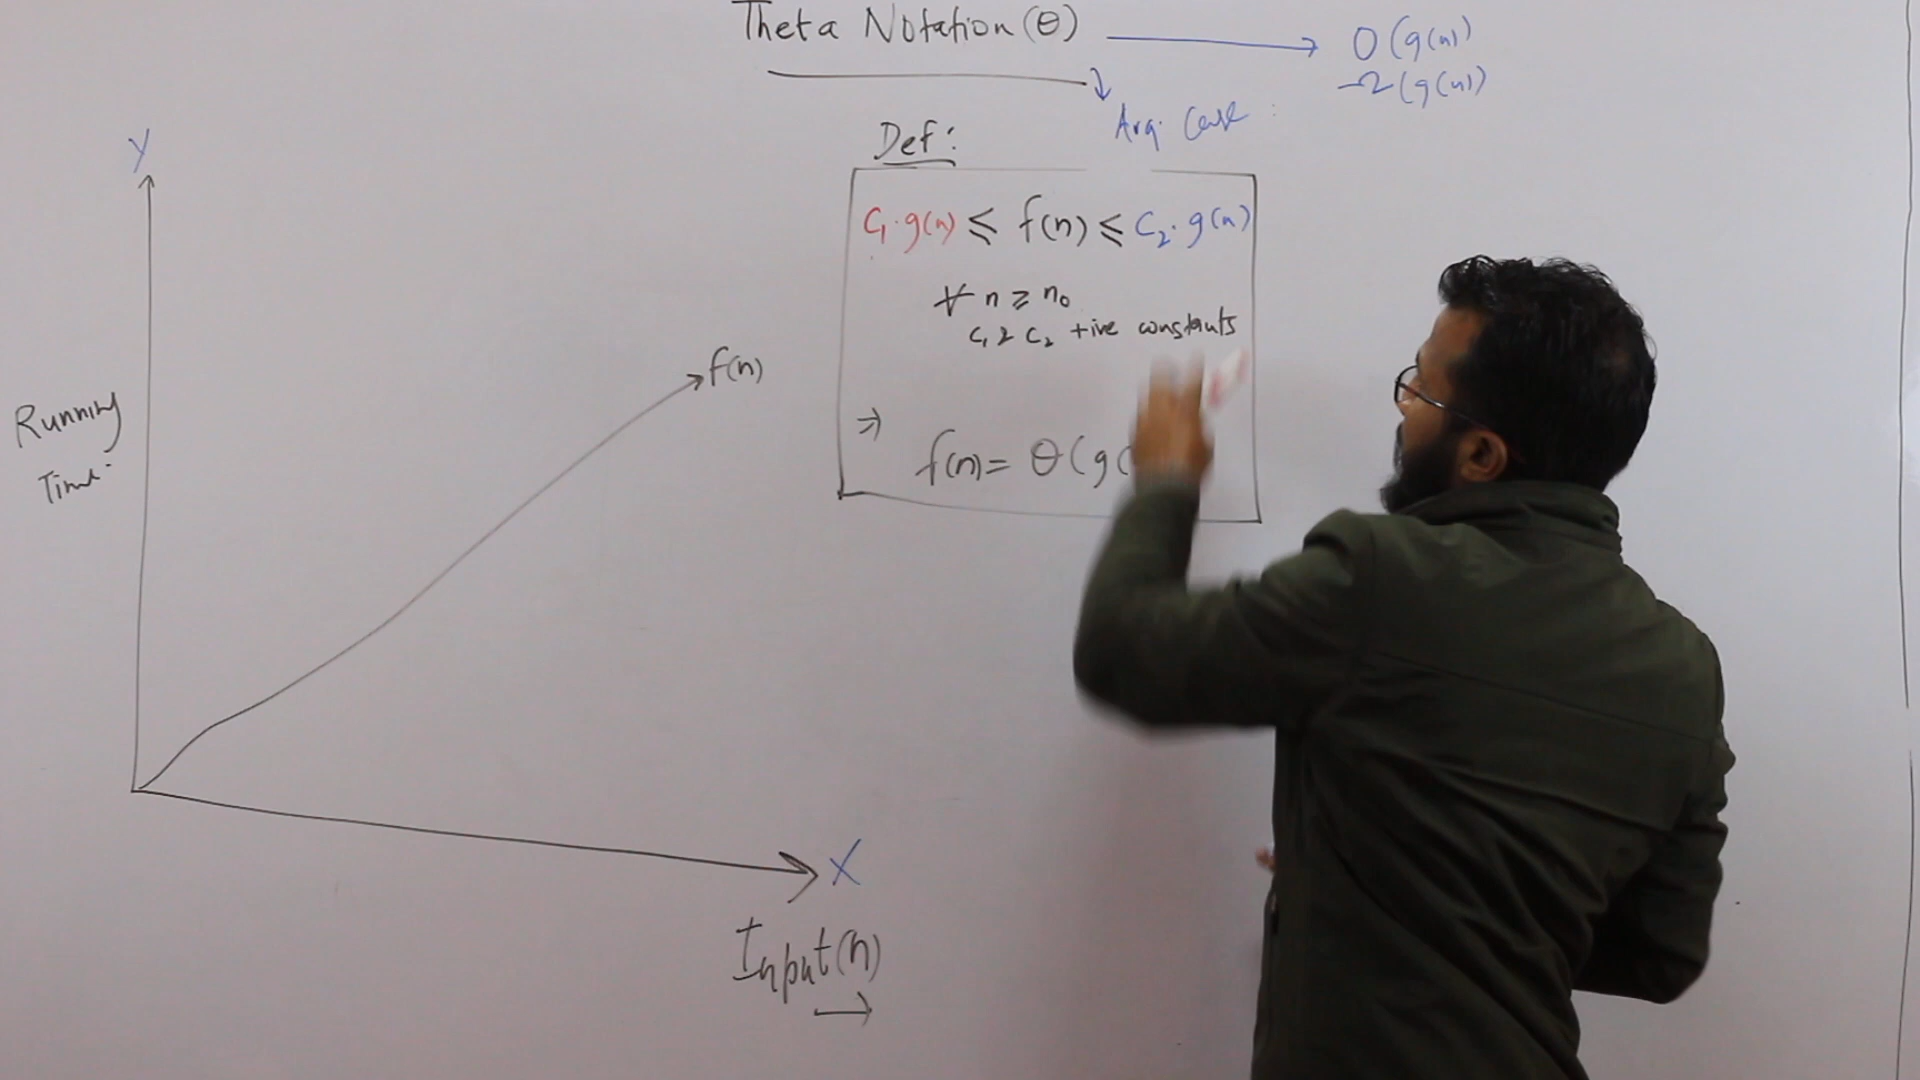 Theta Notation (θ) → O(g(n))
Ω(g(n))
↓ Avg. Case :
Def:
C₁·g(n) ≤ f(n) ≤ C₂·g(n)
∀ n ≥ n₀
C₁ & C₂ +ive constants
⇒
f(n) = θ(g(
Y
f(n)
Running
Time
X
Input(n)
→